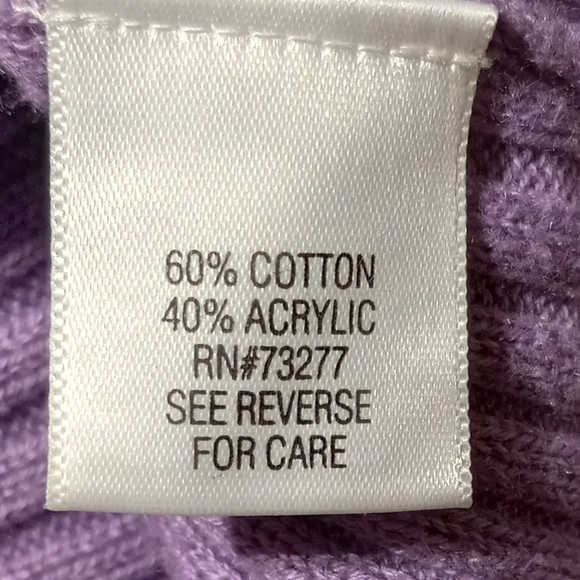 60% COTTON
40% ACRYLIC
RN#73277
SEE REVERSE
FOR CARE